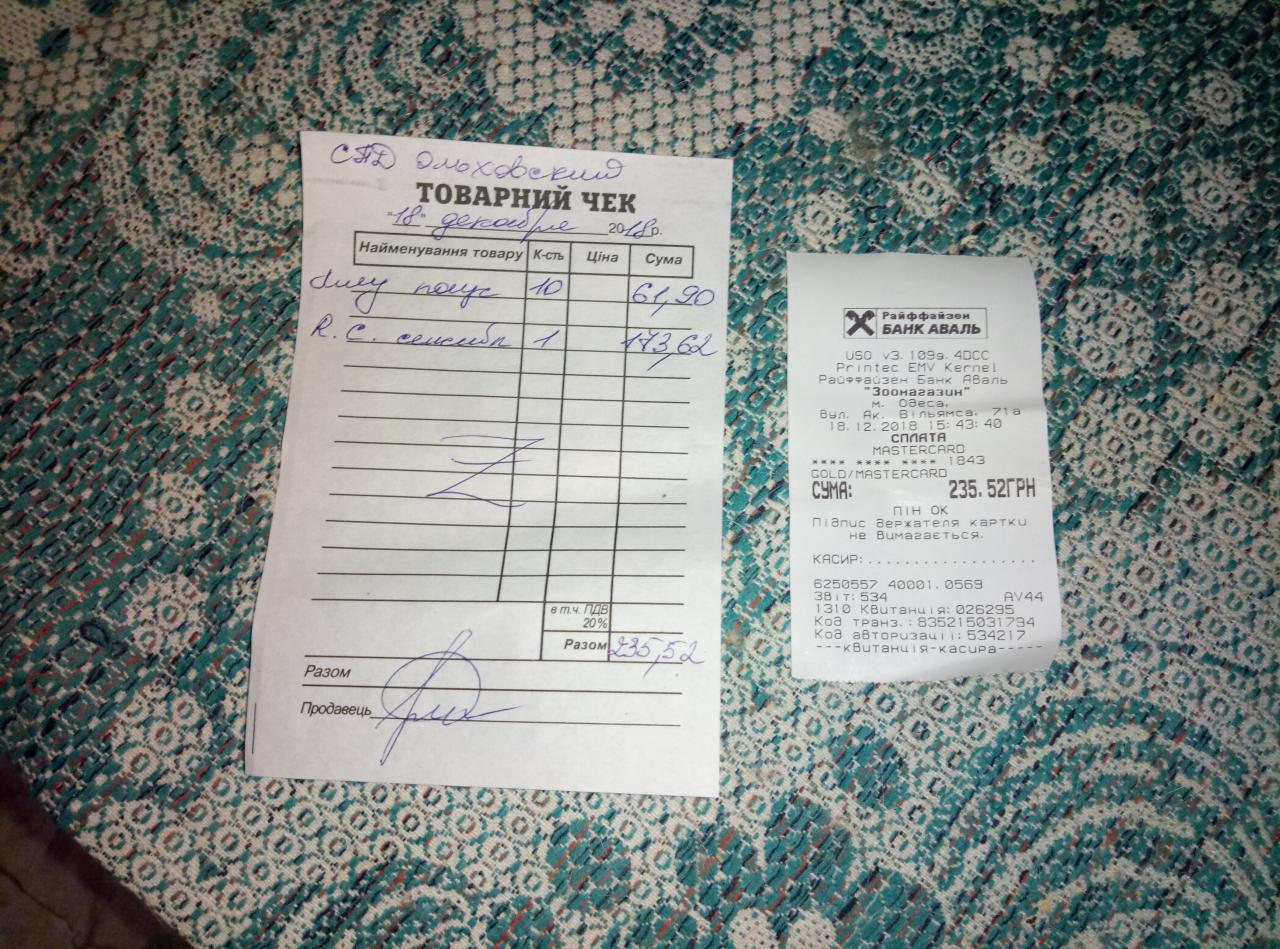 СПД
ТОВАРНИЙ ЧЕК
"18" декабре 2018р.
Найменування товару К-сть Ціна Сума
10 61,90
R.C. 1 173,62
Z
в т.ч. ПДВ
20%
Разом 235,52
Разом
Продавець
Райффайзен
БАНК АВАЛЬ
USO v3.109g.4DCC
Printec EMV Kernel
Райффайзен Банк Аваль
"Зоомагазин"
м. Одеса,
Вул. Ак. Вільямса, 71а
18.12.2018 15:43:40
СПЛАТА
MASTERCARD
**** **** **** 1843
GOLD/MASTERCARD
СУМА: 235.52ГРН
ПІН ОК
Підпис держателя картки
не вимагається.
КАСИР:..................
6250557 40001.0569
Звіт:534 AV44
1310 Квитанція:026295
Код транз.:835215031734
Код авторизації:534217
---квитанція-касира-----